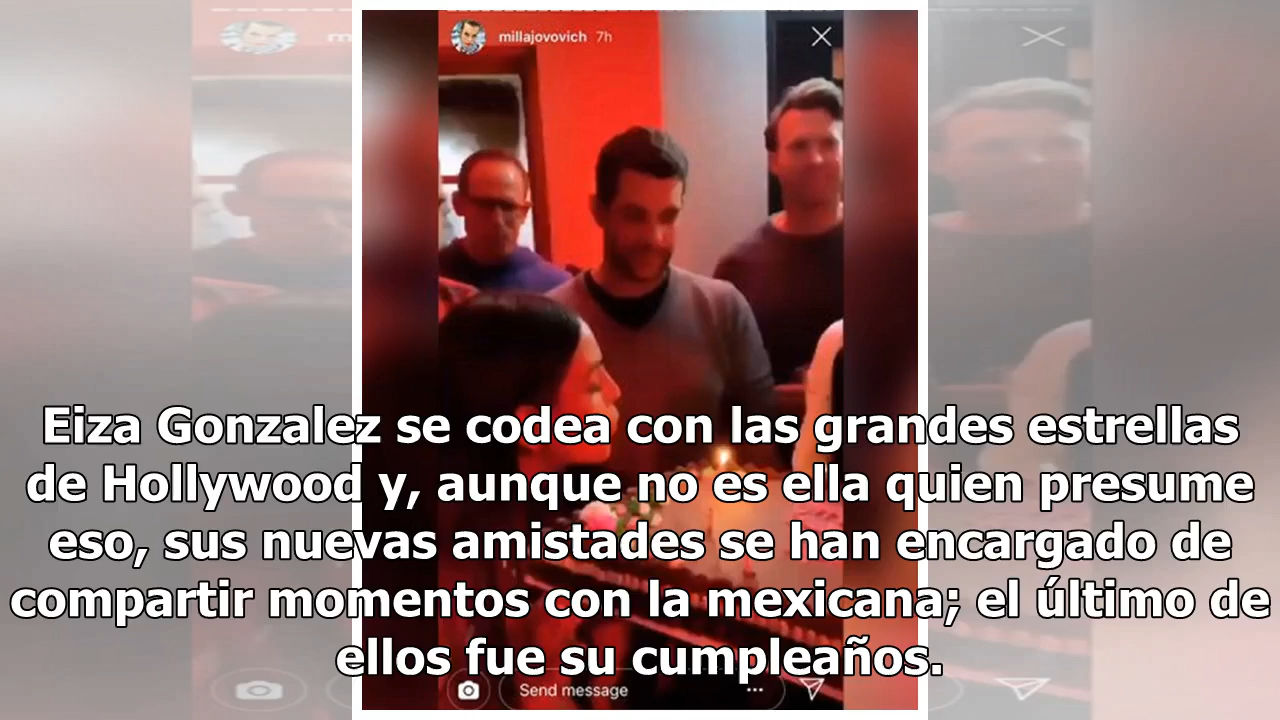 millajovovich 7h
Eiza Gonzalez se codea con las grandes estrellas
de Hollywood y, aunque no es ella quien presume
eso, sus nuevas amistades se han encargado de
compartir momentos con la mexicana; el último de
ellos fue su cumpleaños.
Send message